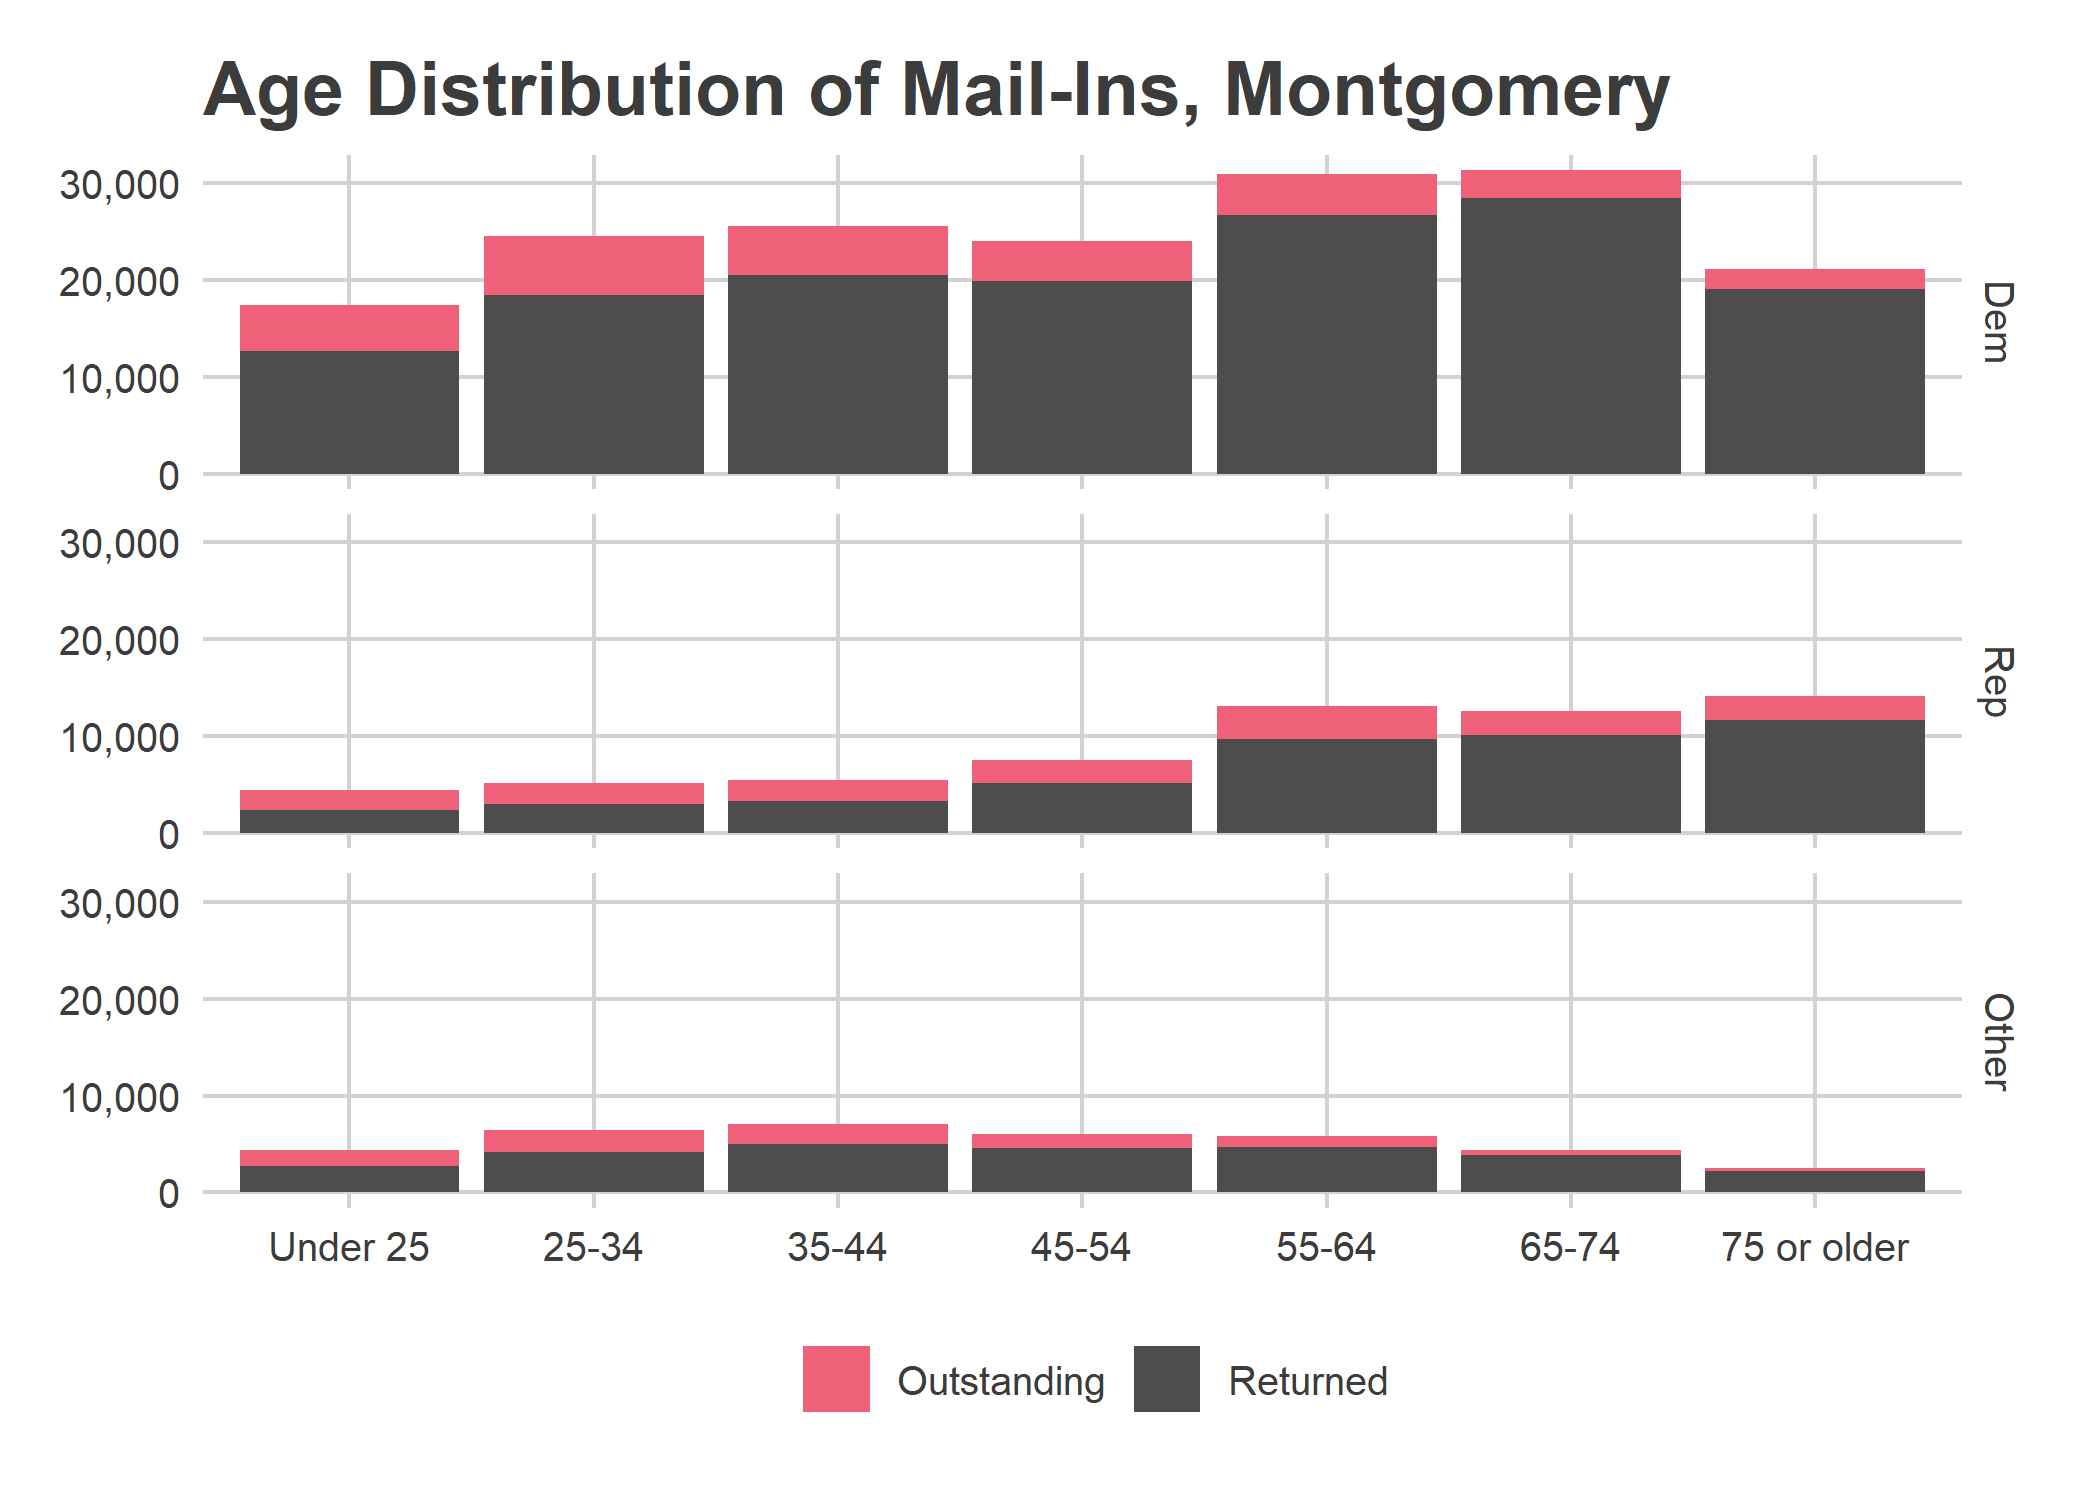 Age Distribution of Mail-Ins, Montgomery
30,000
20,000
10,000
0
Dem
30,000
20,000
10,000
0
Rep
30,000
20,000
10,000
0
Other
Under 25 25-34 35-44 45-54 55-64 65-74 75 or older
Outstanding Returned